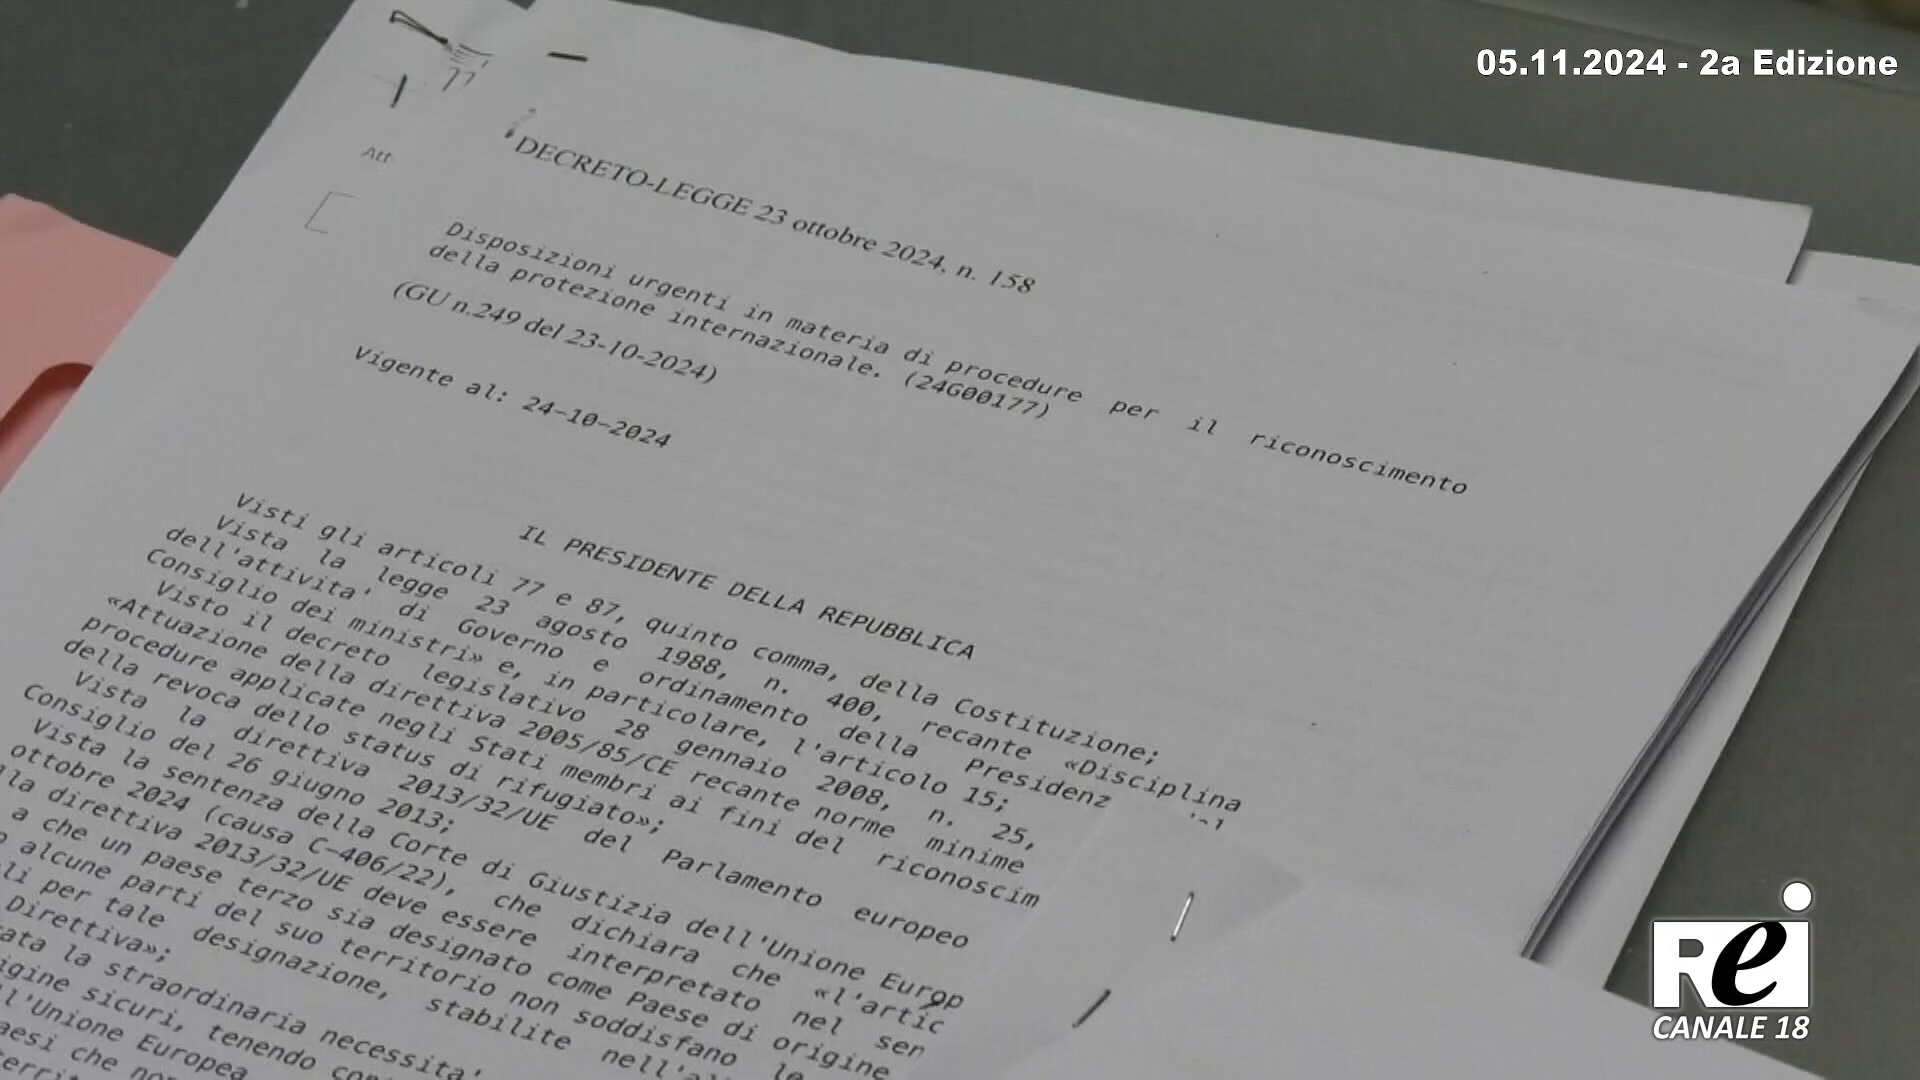 05.11.2024 - 2a Edizione
Att
DECRETO-LEGGE 23 ottobre 2024, n. 158
Disposizioni urgenti in materia di procedure per il riconoscimento
della protezione internazionale. (24G00177)
(GU n.249 del 23-10-2024)
Vigente al: 24-10-2024
IL PRESIDENTE DELLA REPUBBLICA
Visti gli articoli 77 e 87, quinto comma, della Costituzione;
Vista la legge 23 agosto 1988, n. 400, recante «Disciplina
dell'attivita' di Governo e ordinamento della Presidenz
Consiglio dei ministri» e, in particolare, l'articolo 15;
Visto il decreto legislativo 28 gennaio 2008, n. 25,
«Attuazione della direttiva 2005/85/CE recante norme minime
procedure applicate negli Stati membri ai fini del riconoscim
della revoca dello status di rifugiato»;
Vista la direttiva 2013/32/UE del Parlamento europeo
Consiglio del 26 giugno 2013;
Vista la sentenza della Corte di Giustizia dell'Unione Europ
ottobre 2024 (causa C-406/22), che dichiara che «l'artic
la direttiva 2013/32/UE deve essere interpretato nel sen
a che un paese terzo sia designato come Paese di origine
alcune parti del suo territorio non soddisfano le
li per tale designazione, stabilite nell'al
Direttiva»;
ata la straordinaria necessita'
igine sicuri, tenendo con
l'Unione Europea
aesi che non
territ
Re
CANALE 18